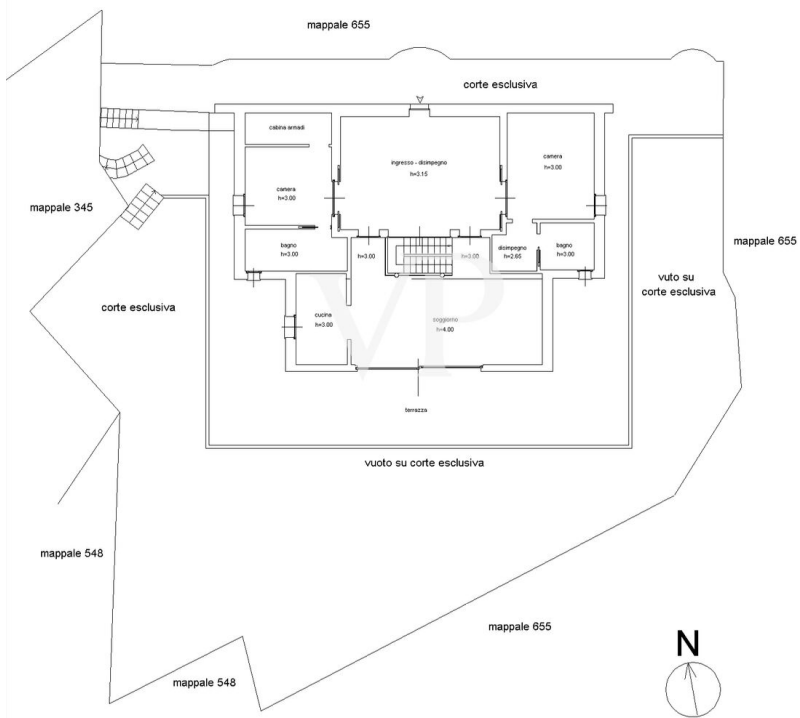 mappale 655
corte esclusiva
cabina armadi
ingresso - disimpegno
h=3.15
camera
h=3.00
camera
h=3.00
mappale 345
mappale 655
bagno
h=3.00
h=3.00
h=3.00
disimpegno
h=2.65
bagno
h=3.00
vuto su
corte esclusiva
corte esclusiva
cucina
h=3.00
soggiorno
h=4.00
VP
terrazza
vuoto su corte esclusiva
mappale 548
mappale 655
N
mappale 548